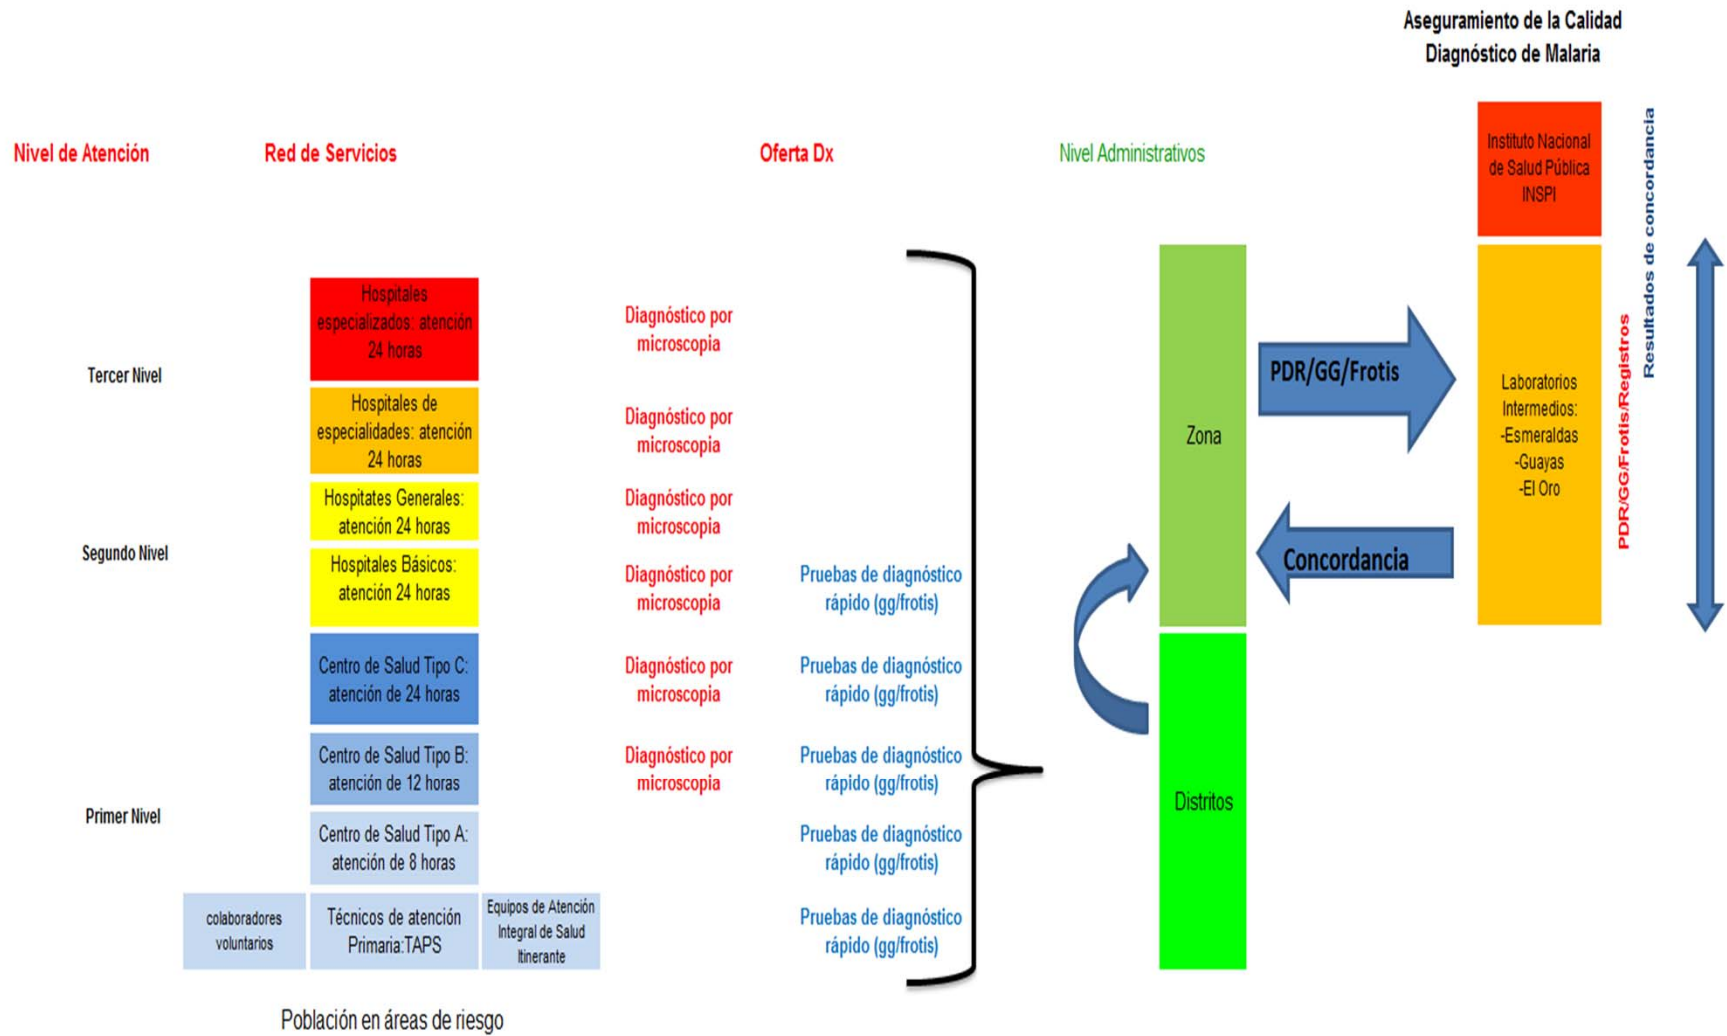 Aseguramiento de la Calidad
Diagnóstico de Malaria
Nivel de Atención
Red de Servicios
Oferta Dx
Nivel Administrativos
Instituto Nacional
de Salud Pública
INSPI
Resultados de concordancia
PDR/GG/Frotis/Registros
Tercer Nivel
Hospitales
especializados: atención
24 horas
Diagnóstico por
microscopia
Hospitales de
especialidades: atención
24 horas
Diagnóstico por
microscopia
Segundo Nivel
Hospitates Generales:
atención 24 horas
Diagnóstico por
microscopia
Hospitales Básicos:
atención 24 horas
Diagnóstico por
microscopia
Pruebas de diagnóstico
rápido (gg/frotis)
Primer Nivel
Centro de Salud Tipo C:
atención de 24 horas
Diagnóstico por
microscopia
Pruebas de diagnóstico
rápido (gg/frotis)
Centro de Salud Tipo B:
atención de 12 horas
Diagnóstico por
microscopia
Pruebas de diagnóstico
rápido (gg/frotis)
Centro de Salud Tipo A:
atención de 8 horas
Pruebas de diagnóstico
rápido (gg/frotis)
colaboradores
voluntarios
Técnicos de atención
Primaria:TAPS
Equipos de Atención
Integral de Salud
Itinerante
Pruebas de diagnóstico
rápido (gg/frotis)
Población en áreas de riesgo
Zona
Distritos
PDR/GG/Frotis
Concordancia
Laboratorios
Intermedios:
-Esmeraldas
-Guayas
-El Oro